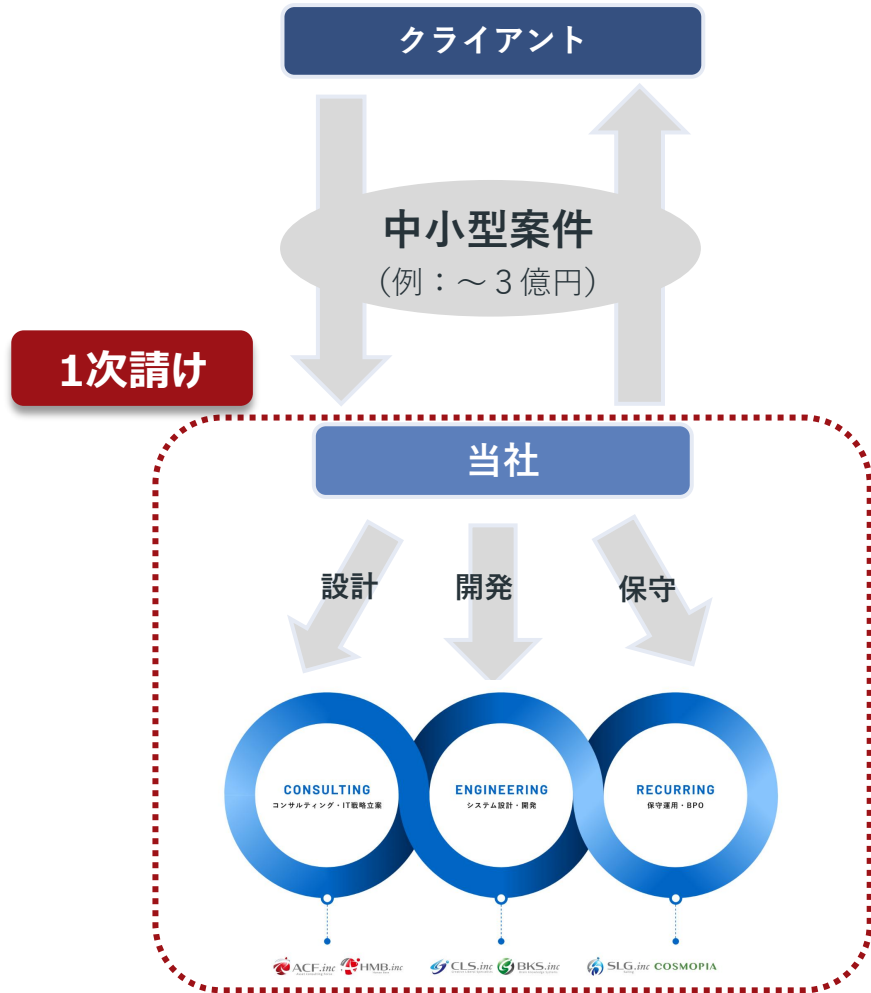 クライアント
中小型案件
(例：～３億円)
1次請け
当社
設計
開発
保守
CONSULTING
コンサルティング・IT戦略立案
ENGINEERING
システム設計・開発
RECURRING
保守運用・BPO
ACF.inc
HMB.inc
CLS.inc
BKS.inc
SLG.inc
COSMOPIA